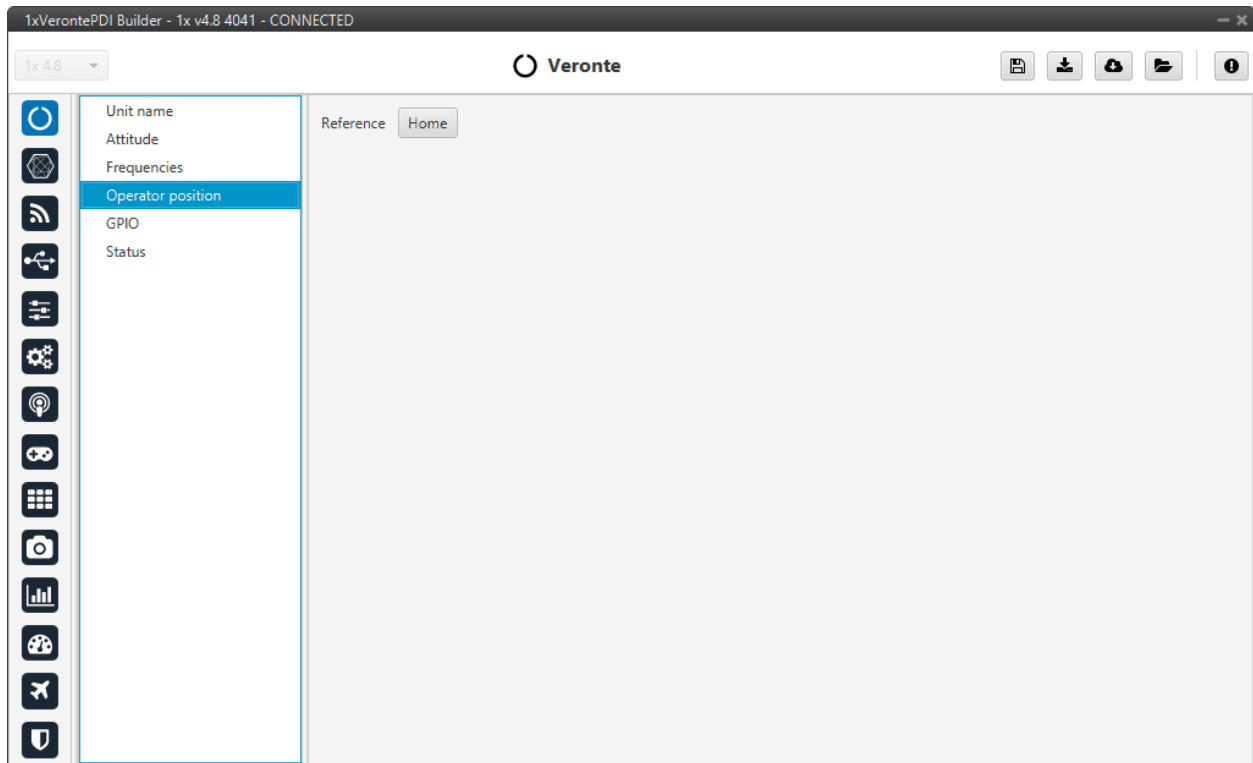 1xVerontePDI Builder - 1x v4.8 4041 - CONNECTED
1x 4.8
Veronte
Unit name
Attitude
Frequencies
Operator position
GPIO
Status
Reference Home